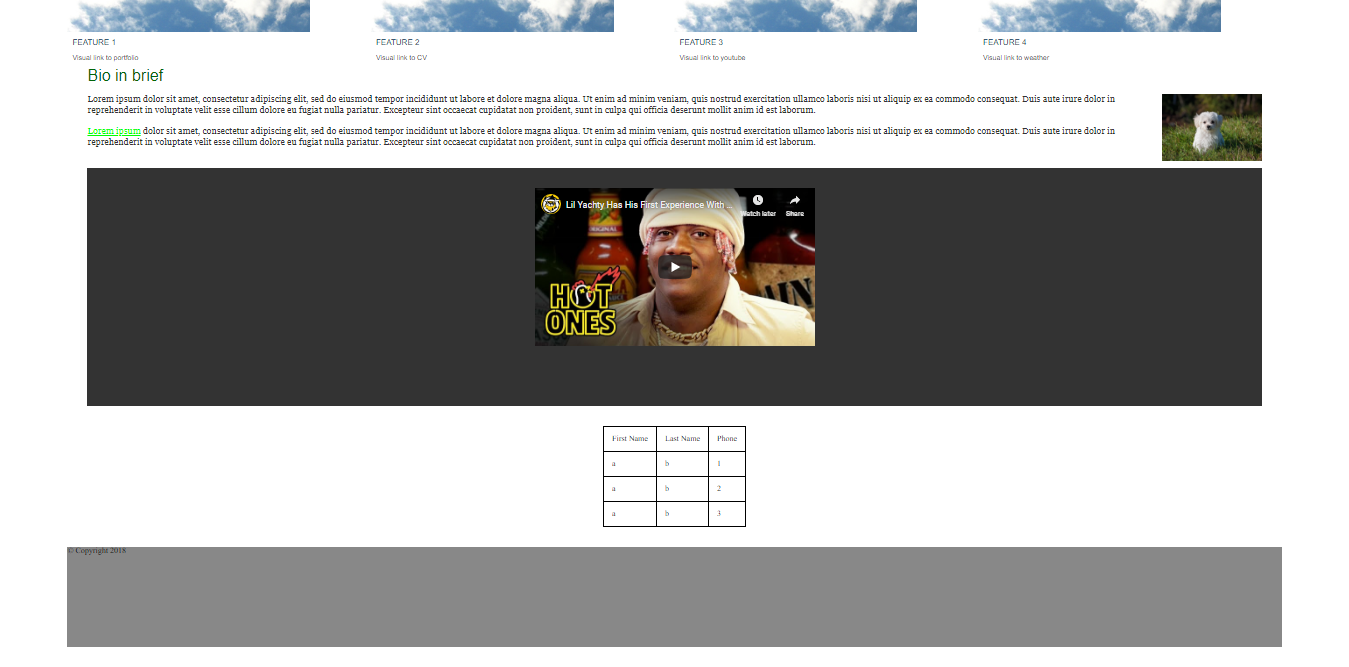 FEATURE 1 FEATURE 2 FEATURE 3 FEATURE 4
Visual link to portfolio Visual link to CV Visual link to youtube Visual link to weather
Bio in brief
Lorem ipsum dolor sit amet, consectetur adipiscing elit, sed do eiusmod tempor incididunt ut labore et dolore magna aliqua. Ut enim ad minim veniam, quis nostrud exercitation ullamco laboris nisi ut aliquip ex ea commodo consequat. Duis aute irure dolor in
reprehenderit in voluptate velit esse cillum dolore eu fugiat nulla pariatur. Excepteur sint occaecat cupidatat non proident, sunt in culpa qui officia deserunt mollit anim id est laborum.
Lorem ipsum dolor sit amet, consectetur adipiscing elit, sed do eiusmod tempor incididunt ut labore et dolore magna aliqua. Ut enim ad minim veniam, quis nostrud exercitation ullamco laboris nisi ut aliquip ex ea commodo consequat. Duis aute irure dolor in
reprehenderit in voluptate velit esse cillum dolore eu fugiat nulla pariatur. Excepteur sint occaecat cupidatat non proident, sunt in culpa qui officia deserunt mollit anim id est laborum.
Lil Yachty Has His First Experience With ...
Watch later Share
ORIGINAL
HOT
ONES
First Name Last Name Phone
a b 1
a b 2
a b 3
© Copyright 2018